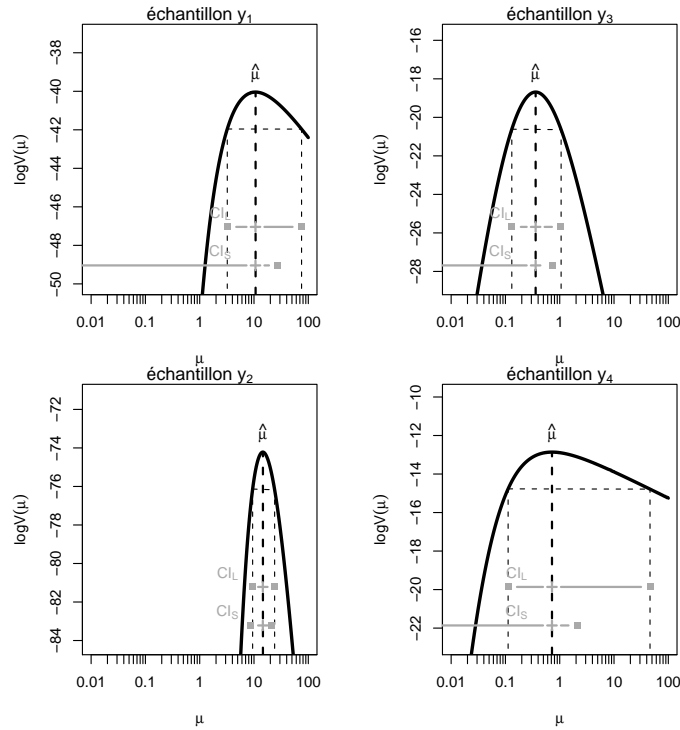 échantillon y1
−50 −48 −46 −44 −42 −40 −38
logV(μ)
μ̂
CIL
CIS
0.01 0.1 1 10 100
μ
échantillon y3
−28 −26 −24 −22 −20 −18 −16
logV(μ)
μ̂
CIL
CIS
0.01 0.1 1 10 100
μ
échantillon y2
−84 −82 −80 −78 −76 −74 −72
logV(μ)
μ̂
CIL
CIS
0.01 0.1 1 10 100
μ
échantillon y4
−22 −20 −18 −16 −14 −12 −10
logV(μ)
μ̂
CIL
CIS
0.01 0.1 1 10 100
μ